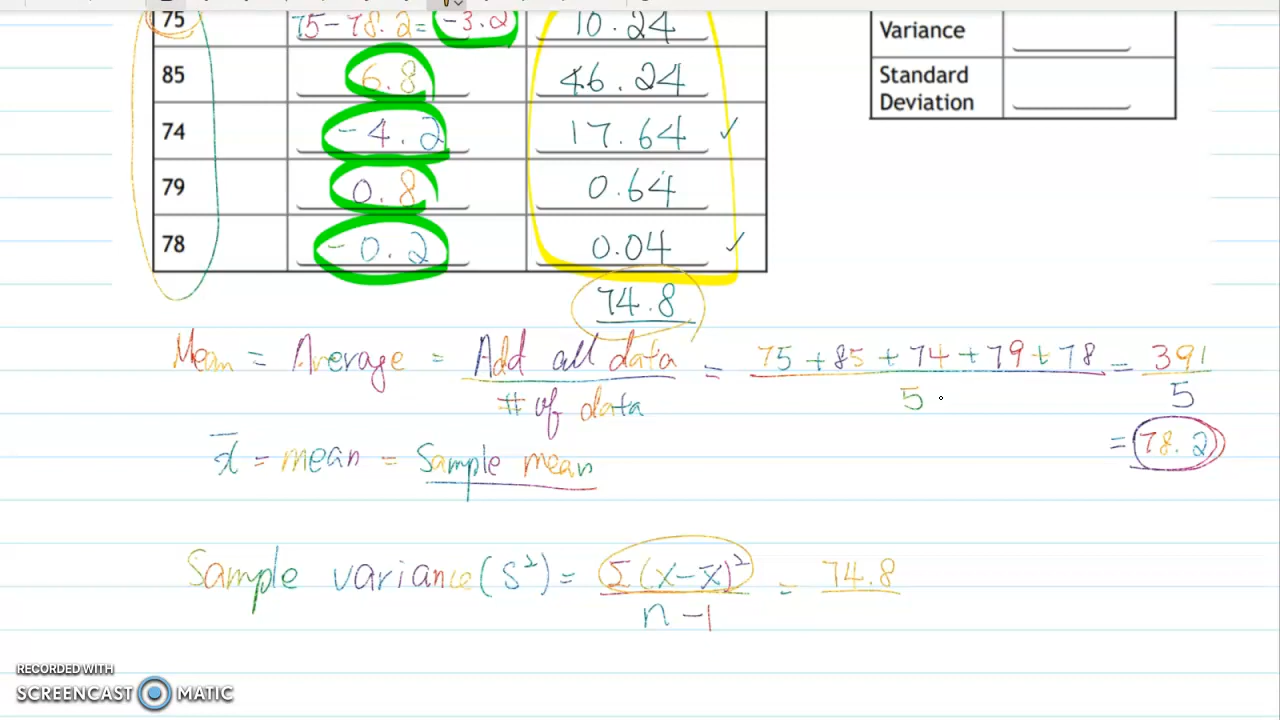 75 75-78.2= -3.2 10.24
Variance
85 6.8 46.24
Standard
Deviation
74 -4.2 17.64 ✓
79 0.8 0.64
78 -0.2 0.04 ✓
74.8
Mean = Average = Add all data / # of data = 75 +85 + 74 +79 +78 / 5 = 391 / 5
= 78.2
x̄ = mean = Sample mean
Sample variance (S²) = Σ (x-x̄)² / n-1 = 74.8
RECORDED WITH
SCREENCAST MATIC